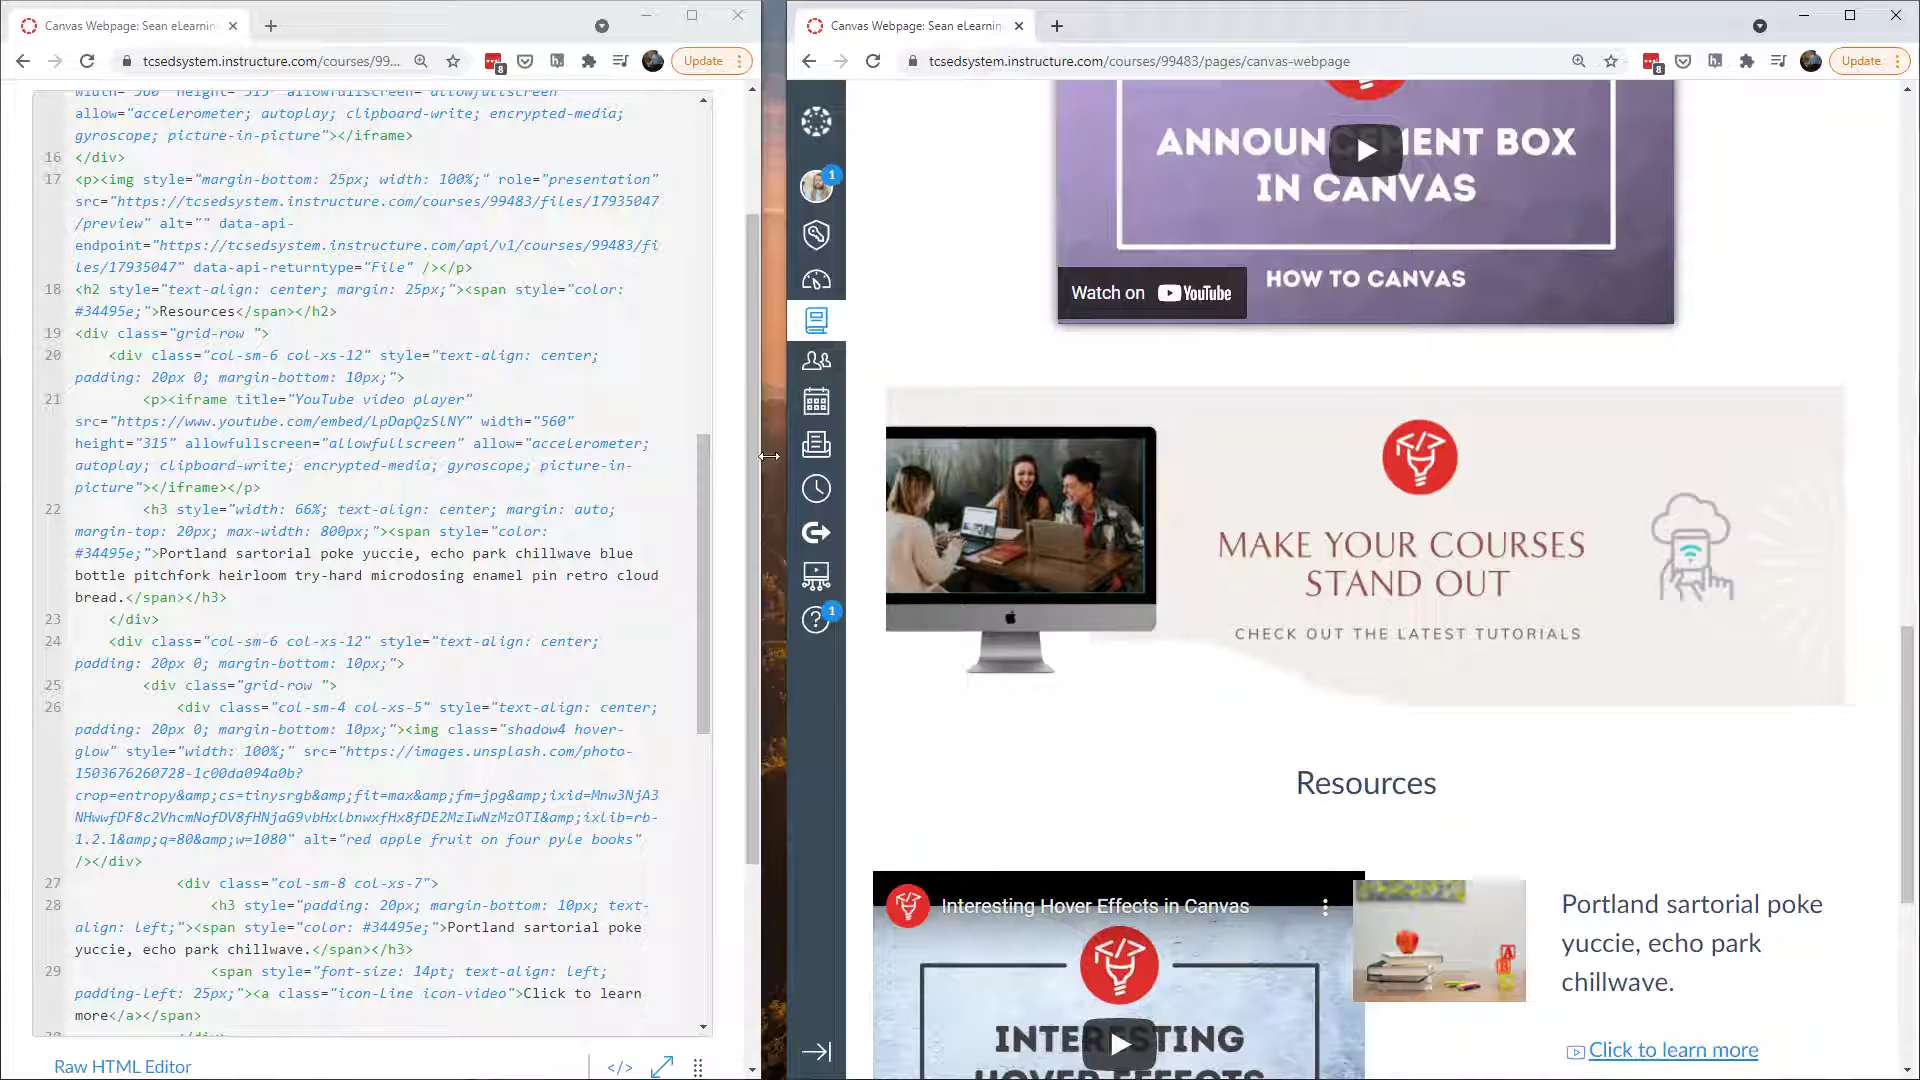 Canvas Webpage: Sean eLearnin
tcsedsystem.instructure.com/courses/99...
8
Update
width="560" height="315" allowfullscreen="allowfullscreen"
allow="accelerometer; autoplay; clipboard-write; encrypted-media;
gyroscope; picture-in-picture"></iframe>
16 </div>
17 <p><img style="margin-bottom: 25px; width: 100%;" role="presentation"
src="https://tcsedsystem.instructure.com/courses/99483/files/17935047
/preview" alt="" data-api-
endpoint="https://tcsedsystem.instructure.com/api/v1/courses/99483/fi
les/17935047" data-api-returntype="File" /></p>
18 <h2 style="text-align: center; margin: 25px;"><span style="color:
#34495e;">Resources</span></h2>
19 <div class="grid-row ">
20 <div class="col-sm-6 col-xs-12" style="text-align: center;
padding: 20px 0; margin-bottom: 10px;">
21 <p><iframe title="YouTube video player"
src="https://www.youtube.com/embed/LpDapQzSlNY" width="560"
height="315" allowfullscreen="allowfullscreen" allow="accelerometer;
autoplay; clipboard-write; encrypted-media; gyroscope; picture-in-
picture"></iframe></p>
22 <h3 style="width: 66%; text-align: center; margin: auto;
margin-top: 20px; max-width: 800px;"><span style="color:
#34495e;">Portland sartorial poke yuccie, echo park chillwave blue
bottle pitchfork heirloom try-hard microdosing enamel pin retro cloud
bread.</span></h3>
23 </div>
24 <div class="col-sm-6 col-xs-12" style="text-align: center;
padding: 20px 0; margin-bottom: 10px;">
25 <div class="grid-row ">
26 <div class="col-sm-4 col-xs-5" style="text-align: center;
padding: 20px 0; margin-bottom: 10px;"><img class="shadow4 hover-
glow" style="width: 100%;" src="https://images.unsplash.com/photo-
1503676260728-1c00da094a0b?
crop=entropy&amp;cs=tinysrgb&amp;fit=max&amp;fm=jpg&amp;ixid=Mnw3NjA3
NHwwfDF8c2VhcmNofDV8fHNjaG9vbHxlbnwxfHx8fDE2MzIwNzMzOTI&amp;ixlib=rb-
1.2.1&amp;q=80&amp;w=1080" alt="red apple fruit on four pyle books"
/></div>
27 <div class="col-sm-8 col-xs-7">
28 <h3 style="padding: 20px; margin-bottom: 10px; text-
align: left;"><span style="color: #34495e;">Portland sartorial poke
yuccie, echo park chillwave.</span></h3>
29 <span style="font-size: 14pt; text-align: left;
padding-left: 25px;"><a class="icon-Line icon-video">Click to learn
more</a></span>
Raw HTML Editor
</>
Canvas Webpage: Sean eLearnin
tcsedsystem.instructure.com/courses/99483/pages/canvas-webpage
8
Update
1
1
ANNOUNCEMENT BOX
IN CANVAS
HOW TO CANVAS
Watch on YouTube
MAKE YOUR COURSES
STAND OUT
CHECK OUT THE LATEST TUTORIALS
Resources
Interesting Hover Effects in Canvas
INTERESTING
HOVER EFFECTS
Portland sartorial poke
yuccie, echo park
chillwave.
Click to learn more